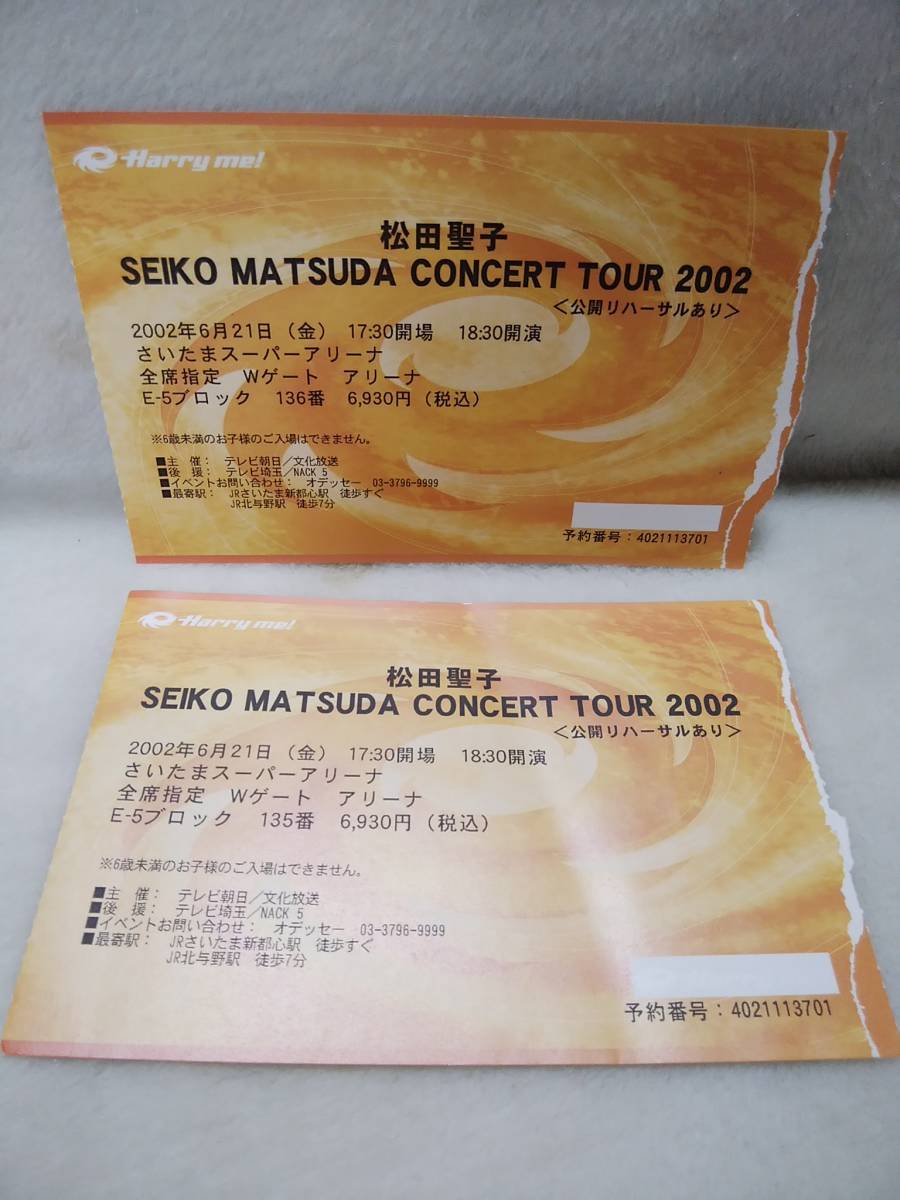 Harry me!
松田聖子
SEIKO MATSUDA CONCERT TOUR 2002
<公開リハーサルあり>
2002年6月21日(金) 17:30開場 18:30開演
さいたまスーパーアリーナ
全席指定 Wゲート アリーナ
E-5ブロック 136番 6,930円(税込)
※6歳未満のお子様のご入場はできません。
■主 催: テレビ朝日/文化放送
■後 援: テレビ埼玉/NACK 5
■イベントお問い合わせ: オデッセー 03-3796-9999
■最寄駅: JRさいたま新都心駅 徒歩すぐ
JR北与野駅 徒歩7分
予約番号:4021113701
Harry me!
松田聖子
SEIKO MATSUDA CONCERT TOUR 2002
<公開リハーサルあり>
2002年6月21日(金) 17:30開場 18:30開演
さいたまスーパーアリーナ
全席指定 Wゲート アリーナ
E-5ブロック 135番 6,930円(税込)
※6歳未満のお子様のご入場はできません。
■主 催: テレビ朝日/文化放送
■後 援: テレビ埼玉/NACK 5
■イベントお問い合わせ: オデッセー 03-3796-9999
■最寄駅: JRさいたま新都心駅 徒歩すぐ
JR北与野駅 徒歩7分
予約番号:4021113701